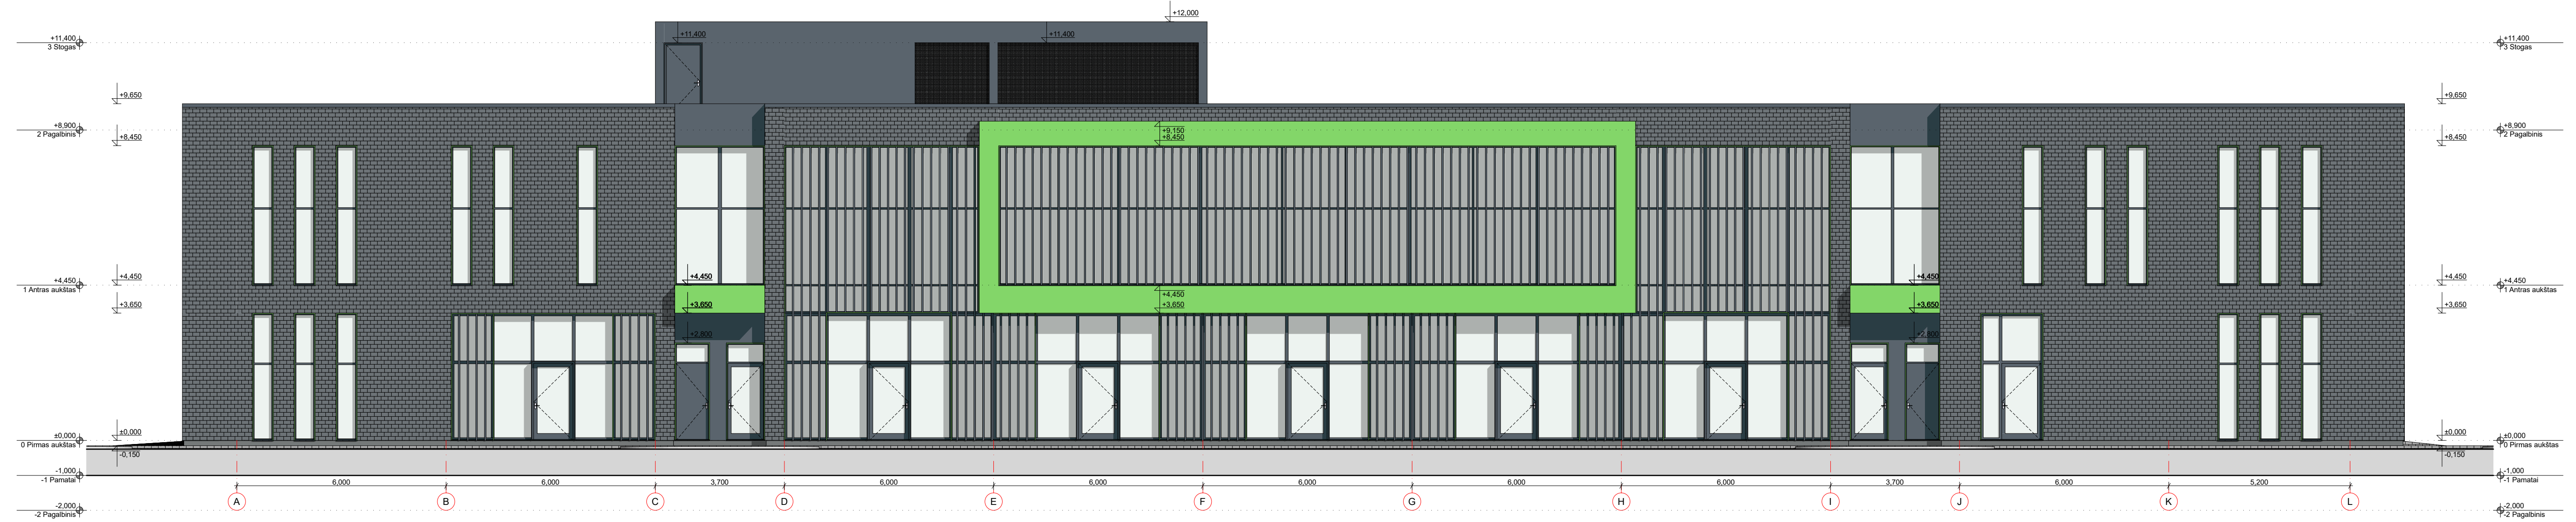 +12,000
+11,400
3 Stogas
+11,400
+11,400
+11,400
3 Stogas
+9,650
+9,650
+8,900
2 Pagalbinis
+8,450
+9,150
+8,450
+8,900
2 Pagalbinis
+8,450
+4,450
1 Antras aukštas
+4,450
+4,450
+4,450
+4,450
+4,450
+4,450
1 Antras aukštas
+3,650
+3,650
+3,650
+3,650
+3,650
+2,800
+2,800
±0,000
0 Pirmas aukštas
±0,000
±0,000
±0,000
0 Pirmas aukštas
-0,150
-0,150
-1,000
-1 Pamatai
-1,000
-1 Pamatai
6,000 6,000 3,700 6,000 6,000 6,000 6,000 6,000 3,700 6,000 5,200
A B C D E F G H I J K L
-2,000
-2 Pagalbinis
-2,000
-2 Pagalbinis